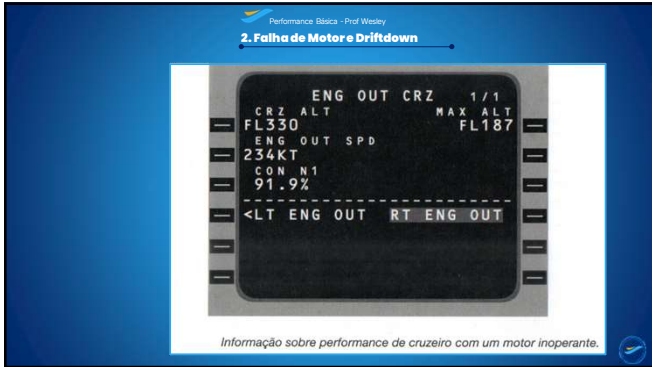 Performance Básica - Prof Wesley
2. Falha de Motor e Driftdown
ENG OUT CRZ 1/1
CRZ ALT MAX ALT
FL330 FL187
ENG OUT SPD
234KT
CON N1
91.9%
--------------------------------
<LT ENG OUT RT ENG OUT
Informação sobre performance de cruzeiro com um motor inoperante.